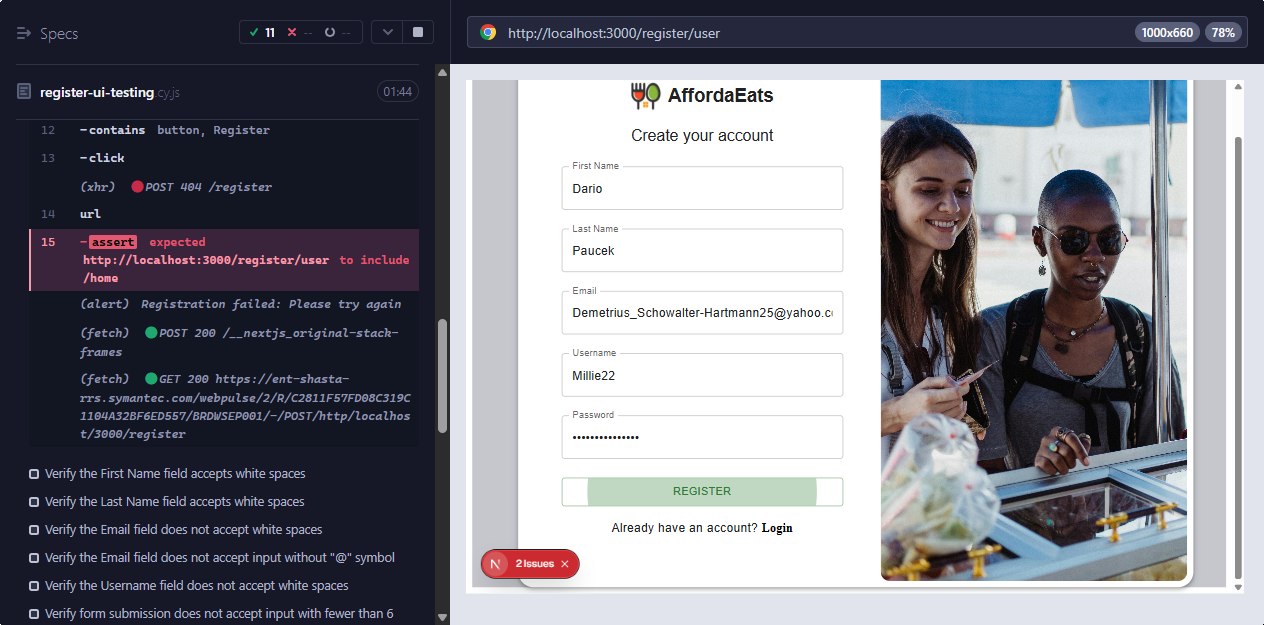 Specs
11 -- --
register-ui-testing.cy.js
01:44
12 -contains button, Register
13 -click
(xhr) POST 404 /register
14 url
15 -assert expected
http://localhost:3000/register/user to include
/home
(alert) Registration failed: Please try again
(fetch) POST 200 /__nextjs_original-stack-
frames
(fetch) GET 200 https://ent-shasta-
rrs.symantec.com/webpulse/2/R/C2811F57FD08C319C
1104A32BF6ED557/BRDWSEP001/-/POST/http/localhos
t/3000/register
Verify the First Name field accepts white spaces
Verify the Last Name field accepts white spaces
Verify the Email field does not accept white spaces
Verify the Email field does not accept input without "@" symbol
Verify the Username field does not accept white spaces
Verify form submission does not accept input with fewer than 6
http://localhost:3000/register/user
1000x660
78%
AffordaEats
Create your account
First Name
Dario
Last Name
Paucek
Email
Demetrius_Schowalter-Hartmann25@yahoo.co
Username
Millie22
Password
•••••••••••••••
REGISTER
Already have an account? Login
N 2 Issues